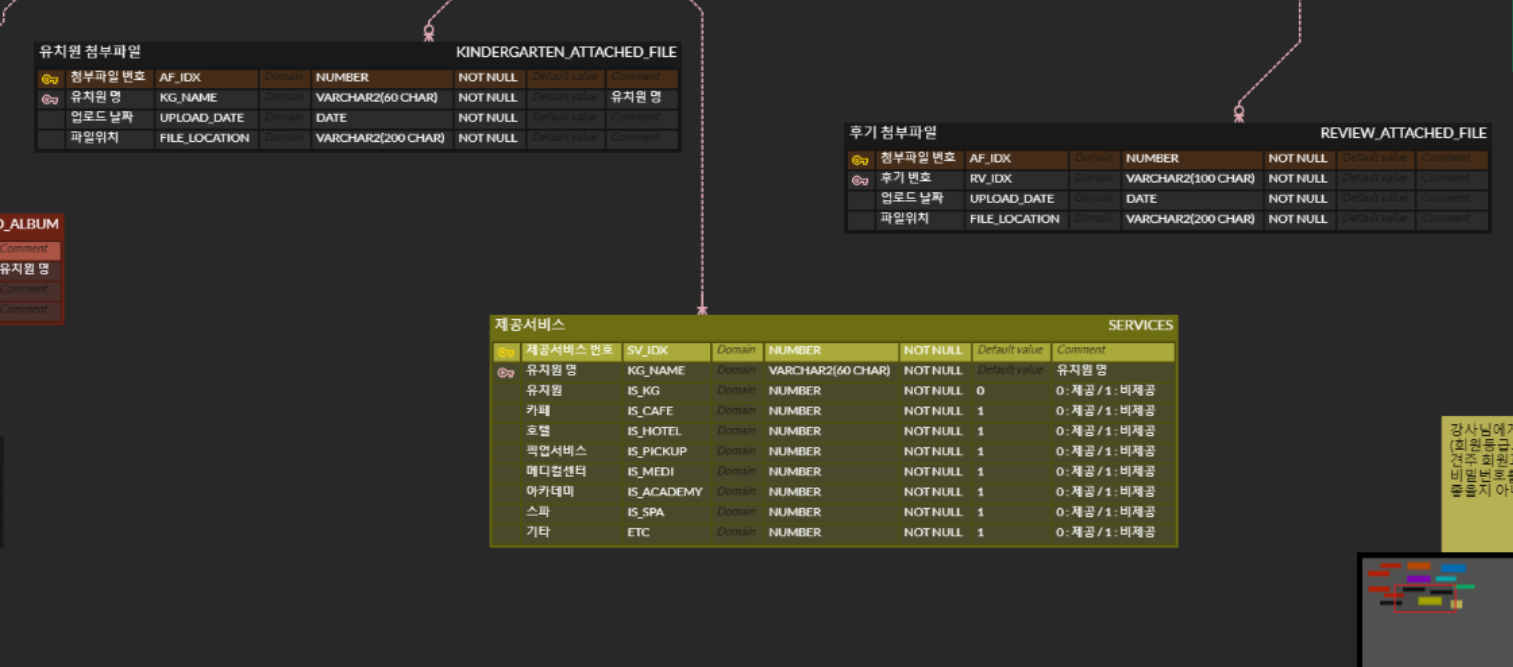 유치원 첨부파일 KINDERGARTEN_ATTACHED_FILE
첨부파일 번호 AF_IDX Domain NUMBER NOT NULL Default value Comment
유치원 명 KG_NAME Domain VARCHAR2(60 CHAR) NOT NULL Default value 유치원 명
업로드 날짜 UPLOAD_DATE Domain DATE NOT NULL Default value Comment
파일위치 FILE_LOCATION Domain VARCHAR2(200 CHAR) NOT NULL Default value Comment
후기 첨부파일 REVIEW_ATTACHED_FILE
첨부파일 번호 AF_IDX Domain NUMBER NOT NULL Default value Comment
후기 번호 RV_IDX Domain VARCHAR2(100 CHAR) NOT NULL Default value Comment
업로드 날짜 UPLOAD_DATE Domain DATE NOT NULL Default value Comment
파일위치 FILE_LOCATION Domain VARCHAR2(200 CHAR) NOT NULL Default value Comment
D_ALBUM
Comment
유치원 명
Comment
Comment
제공서비스 SERVICES
제공서비스 번호 SV_IDX Domain NUMBER NOT NULL Default value Comment
유치원 명 KG_NAME Domain VARCHAR2(60 CHAR) NOT NULL Default value 유치원 명
유치원 IS_KG Domain NUMBER NOT NULL 0 0 : 제공 / 1 : 비제공
카페 IS_CAFE Domain NUMBER NOT NULL 1 0 : 제공 / 1 : 비제공
호텔 IS_HOTEL Domain NUMBER NOT NULL 1 0 : 제공 / 1 : 비제공
픽업서비스 IS_PICKUP Domain NUMBER NOT NULL 1 0 : 제공 / 1 : 비제공
메디컬센터 IS_MEDI Domain NUMBER NOT NULL 1 0 : 제공 / 1 : 비제공
아카데미 IS_ACADEMY Domain NUMBER NOT NULL 1 0 : 제공 / 1 : 비제공
스파 IS_SPA Domain NUMBER NOT NULL 1 0 : 제공 / 1 : 비제공
기타 ETC Domain NUMBER NOT NULL 1 0 : 제공 / 1 : 비제공
강사님에게
(회원등급
견주 회원
비밀번호를
좋을지